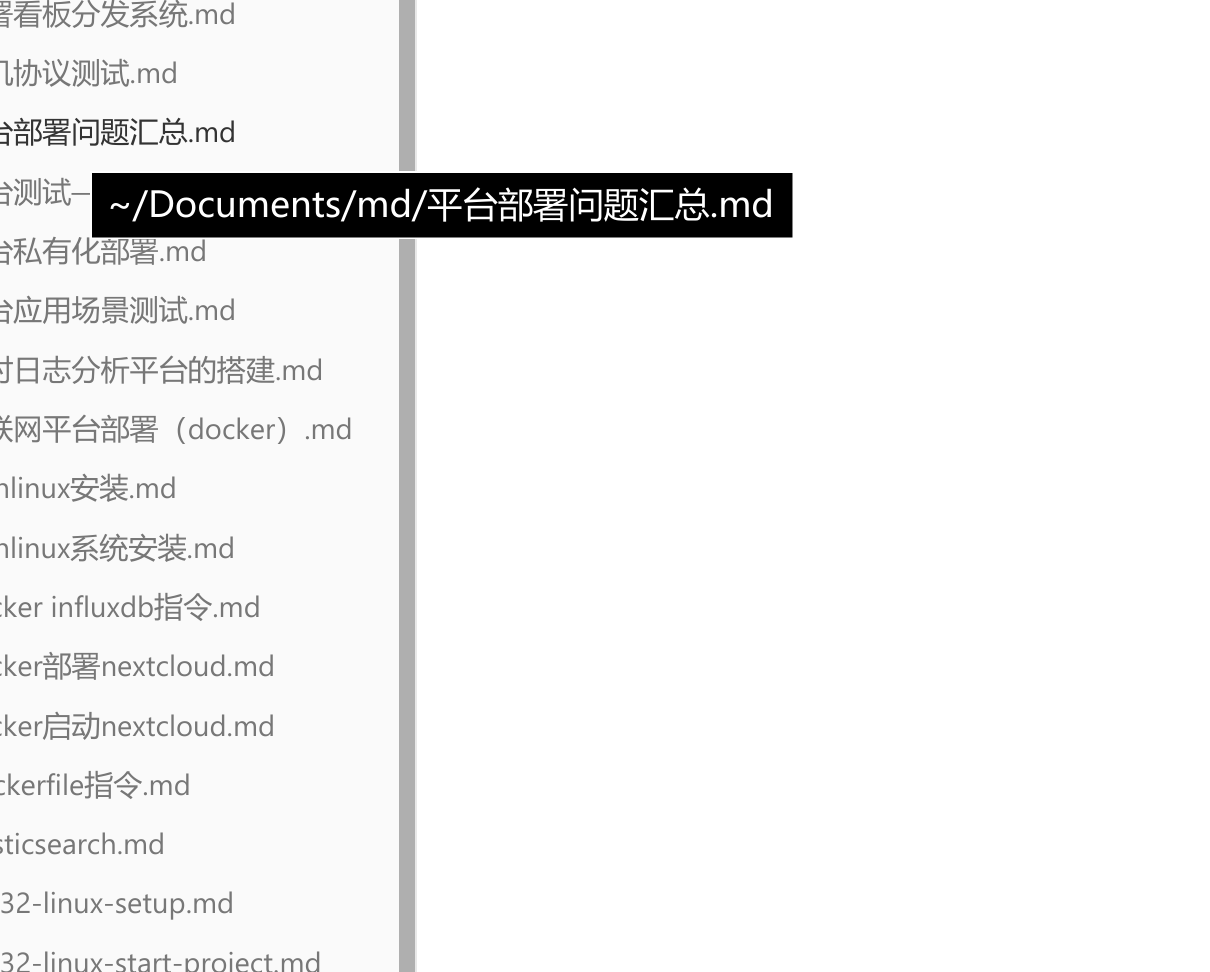 署看板分发系统.md
机协议测试.md
台部署问题汇总.md
台测试—
~/Documents/md/平台部署问题汇总.md
台私有化部署.md
台应用场景测试.md
时日志分析平台的搭建.md
联网平台部署（docker）.md
nlinux安装.md
nlinux系统安装.md
cker influxdb指令.md
cker部署nextcloud.md
cker启动nextcloud.md
ckerfile指令.md
sticsearch.md
32-linux-setup.md
32-linux-start-project.md